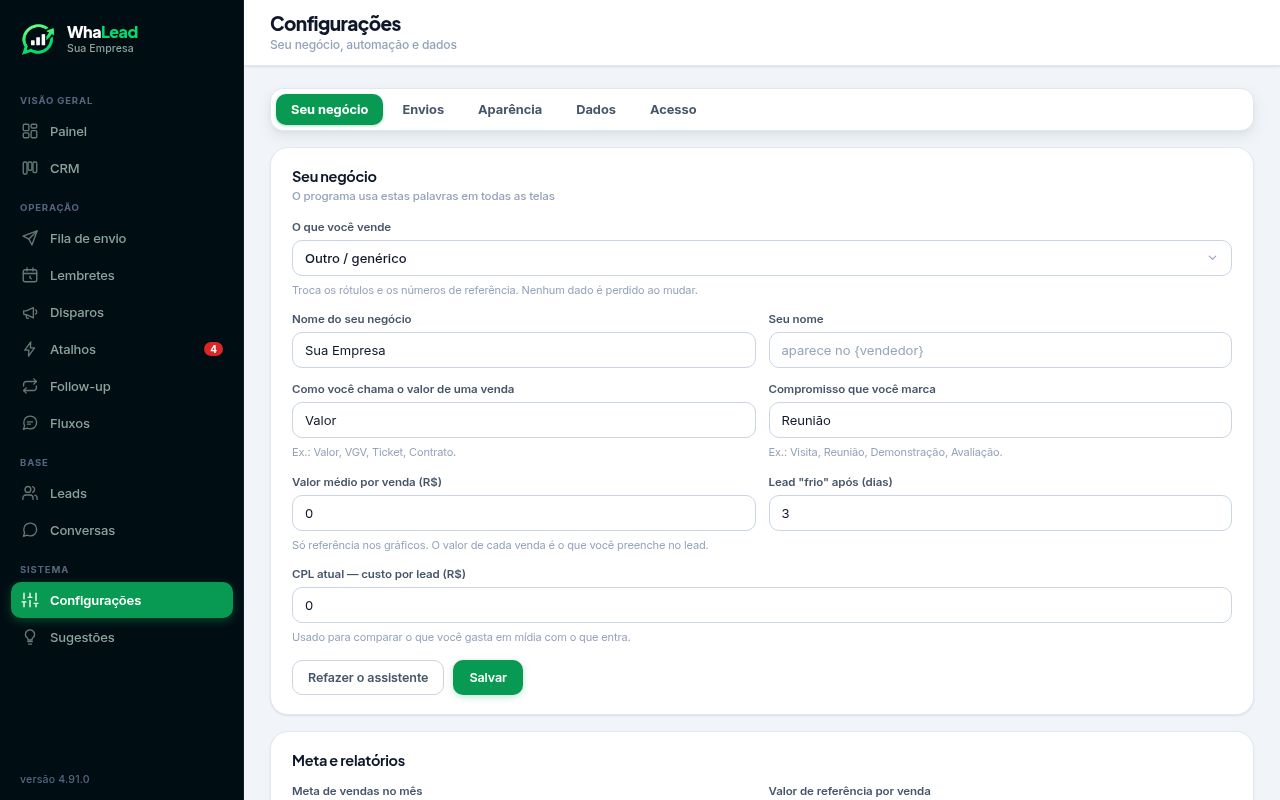 WhaLead
Sua Empresa
VISÃO GERAL
Painel
CRM
OPERAÇÃO
Fila de envio
Lembretes
Disparos
Atalhos
4
Follow-up
Fluxos
BASE
Leads
Conversas
SISTEMA
Configurações
Sugestões
versão 4.91.0
Configurações
Seu negócio, automação e dados
Seu negócio
Envios
Aparência
Dados
Acesso
Seu negócio
O programa usa estas palavras em todas as telas
O que você vende
Outro / genérico
Troca os rótulos e os números de referência. Nenhum dado é perdido ao mudar.
Nome do seu negócio
Sua Empresa
Seu nome
aparece no {vendedor}
Como você chama o valor de uma venda
Valor
Ex.: Valor, VGV, Ticket, Contrato.
Compromisso que você marca
Reunião
Ex.: Visita, Reunião, Demonstração, Avaliação.
Valor médio por venda (R$)
0
Só referência nos gráficos. O valor de cada venda é o que você preenche no lead.
Lead "frio" após (dias)
3
CPL atual — custo por lead (R$)
0
Usado para comparar o que você gasta em mídia com o que entra.
Refazer o assistente
Salvar
Meta e relatórios
Meta de vendas no mês
Valor de referência por venda